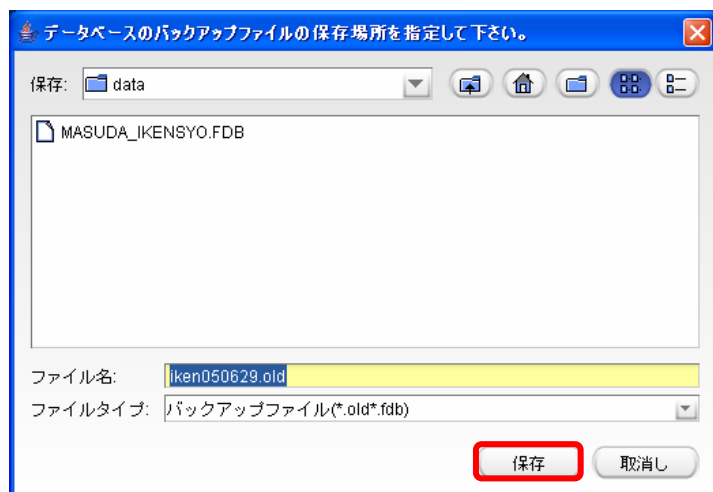 データベースのバックアップファイルの保存場所を指定して下さい。
保存: data
MASUDA_IKENSYO.FDB
ファイル名: iken050629.old
ファイルタイプ: バックアップファイル(*.old*.fdb)
保存 取消し